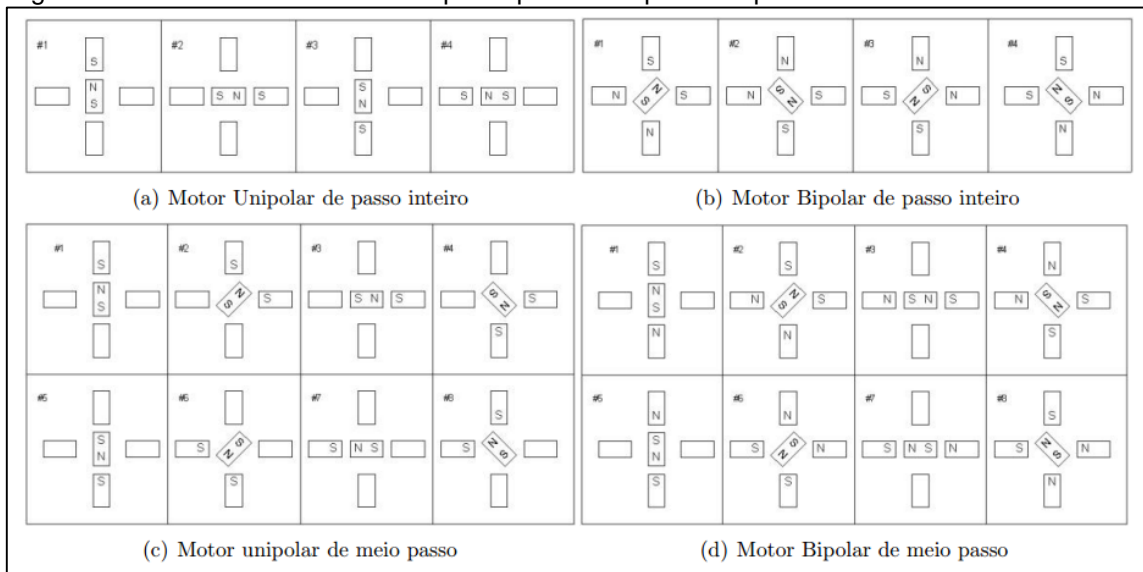 #1
S
N
S
#2
S N S
#3
S
N
S
#4
S N S
(a) Motor Unipolar de passo inteiro
#1
S
N S N S
N
#2
N
N S N S
S
#3
N
S N S N
S
#4
S
S N S N
N
(b) Motor Bipolar de passo inteiro
#1
S
N
S
#2
S
S N S
#3
S N S
#4
S N S
S
#5
S
N
S
#6
S N S
S
#7
S N S
#8
S
S N S
(c) Motor unipolar de meio passo
#1
S
N
S
N
#2
S
N S N S
N
#3
N S N S
#4
N
N S N S
S
#5
N
S
N
S
#6
N
S N S N
S
#7
S N S N
#8
S
S N S N
N
(d) Motor Bipolar de meio passo